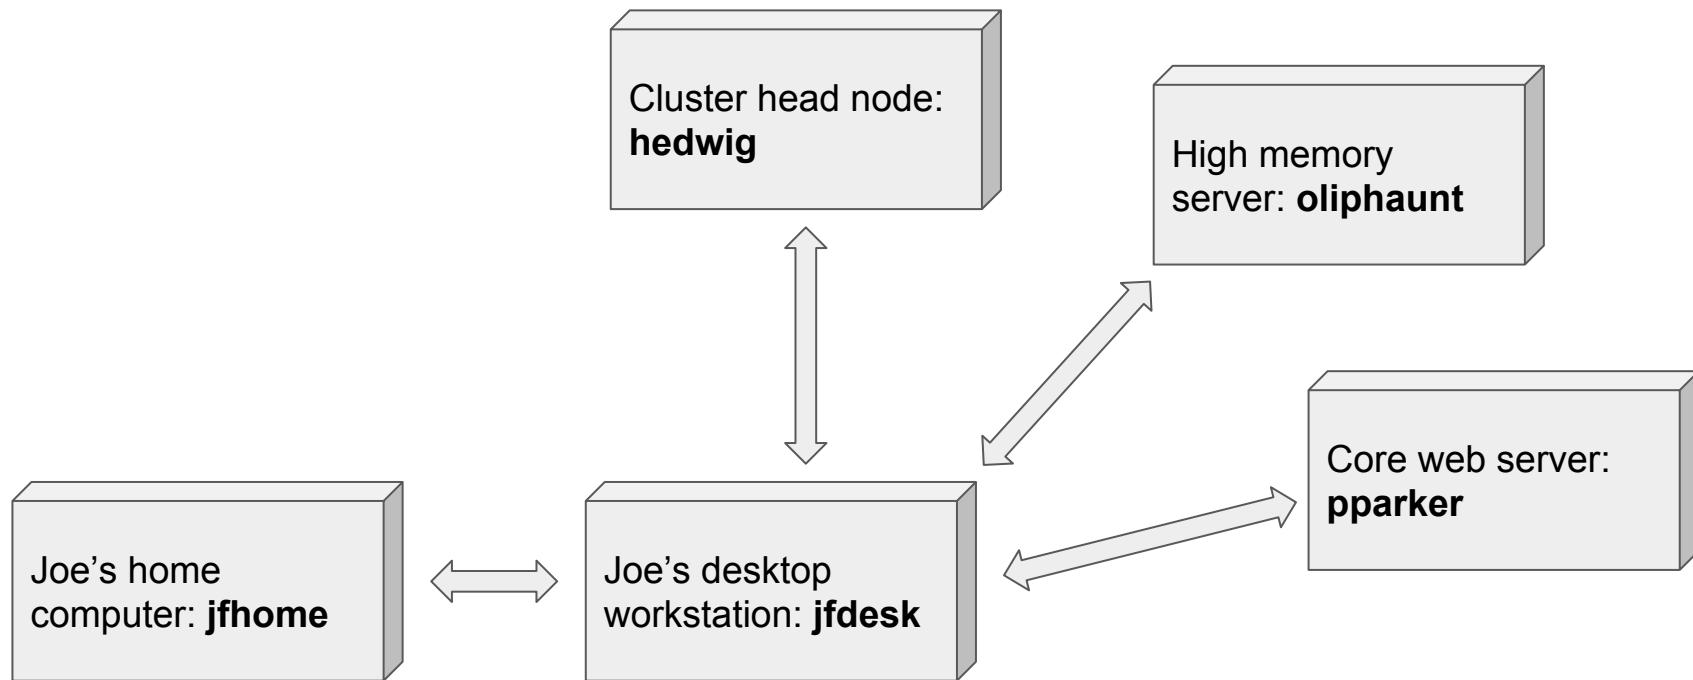 Cluster head node:
hedwig
High memory
server: oliphaunt
Core web server:
pparker
Joe’s home
computer: jfhome
Joe’s desktop
workstation: jfdesk